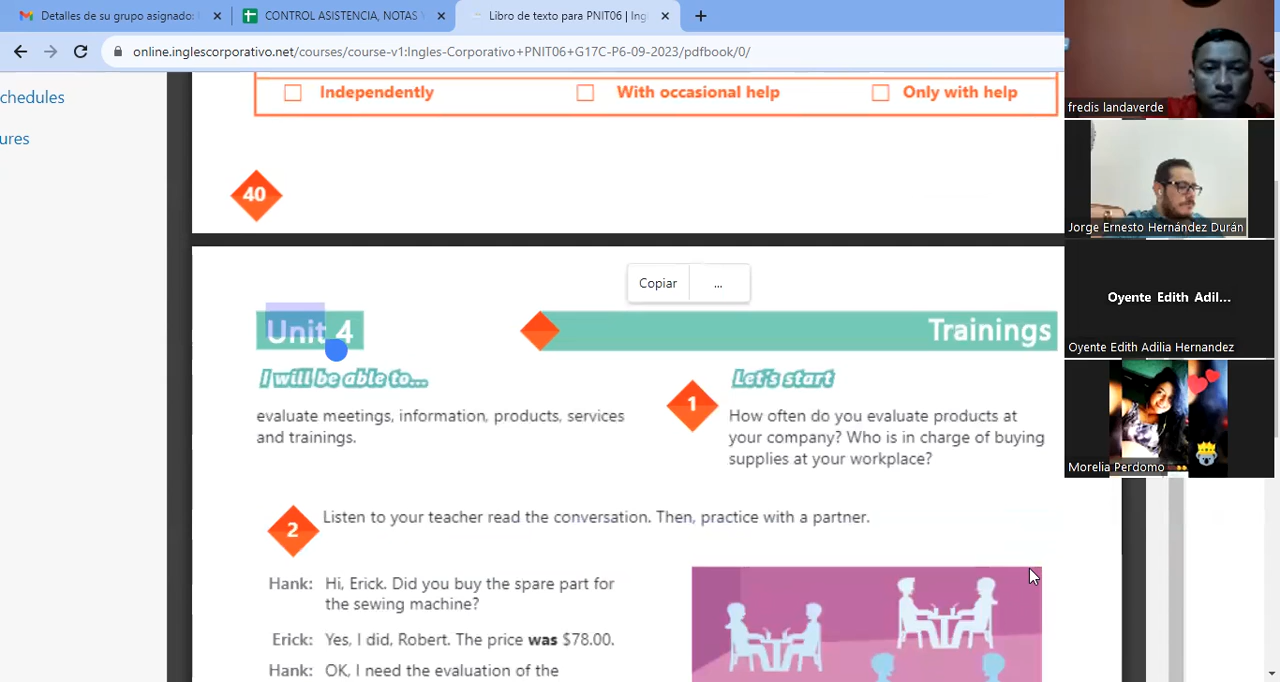 Detalles de su grupo asignado:
CONTROL ASISTENCIA, NOTAS Y
Libro de texto para PNIT06 | Ing
online.inglescorporativo.net/courses/course-v1:Ingles-Corporativo+PNIT06+G17C-P6-09-2023/pdfbook/0/
chedules
ures
Independently
With occasional help
Only with help
40
Copiar
...
Unit 4
Trainings
I will be able to...
evaluate meetings, information, products, services
and trainings.
1
Let's start
How often do you evaluate products at
your company? Who is in charge of buying
supplies at your workplace?
2
Listen to your teacher read the conversation. Then, practice with a partner.
Hank: Hi, Erick. Did you buy the spare part for
the sewing machine?
Erick: Yes, I did, Robert. The price was $78.00.
Hank: OK, I need the evaluation of the
fredis landaverde
Jorge Ernesto Hernández Durán
Oyente Edith Adil...
Oyente Edith Adilia Hernandez
Morelia Perdomo